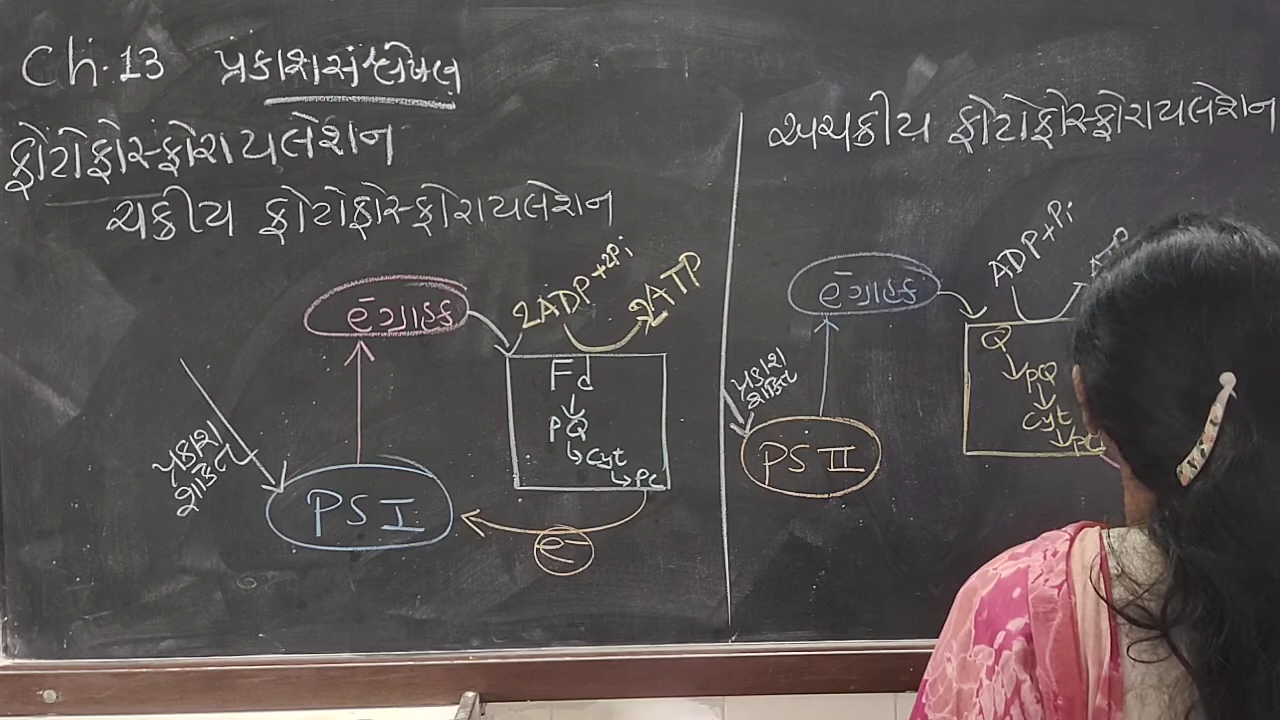 Ch.13 પ્રકાશસંશ્લેષણ
ફોટોફોસ્ફોરાયલેશન
ચક્રીય ફોટોફોસ્ફોરાયલેશન
e⁻ ગ્રાહક
2ADP+2Pi
2ATP
Fd
PQ
Cyt
PC
પ્રકાશ
શક્તિ
PS I
e⁻
અચક્રીય ફોટોફોસ્ફોરાયલેશન
e⁻ ગ્રાહક
ADP+Pi
Q
PQ
Cyt
પ્રકાશ
શક્તિ
PS II